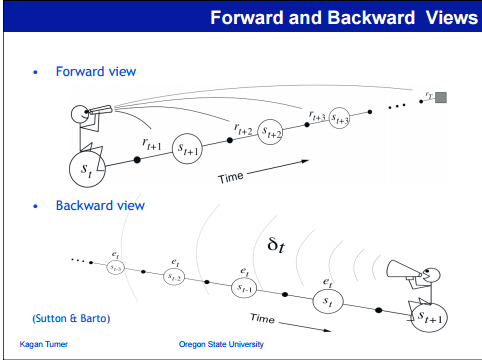 Forward and Backward Views
• Forward view
r_T
r_{t+3} s_{t+3}
r_{t+2} s_{t+2}
r_{t+1} s_{t+1}
s_t
Time
• Backward view
δ_t
e_t s_{t-3}
e_t s_{t-2}
e_t s_{t-1}
e_t s_t
s_{t+1}
Time
(Sutton & Barto)
Kagan Tumer Oregon State University